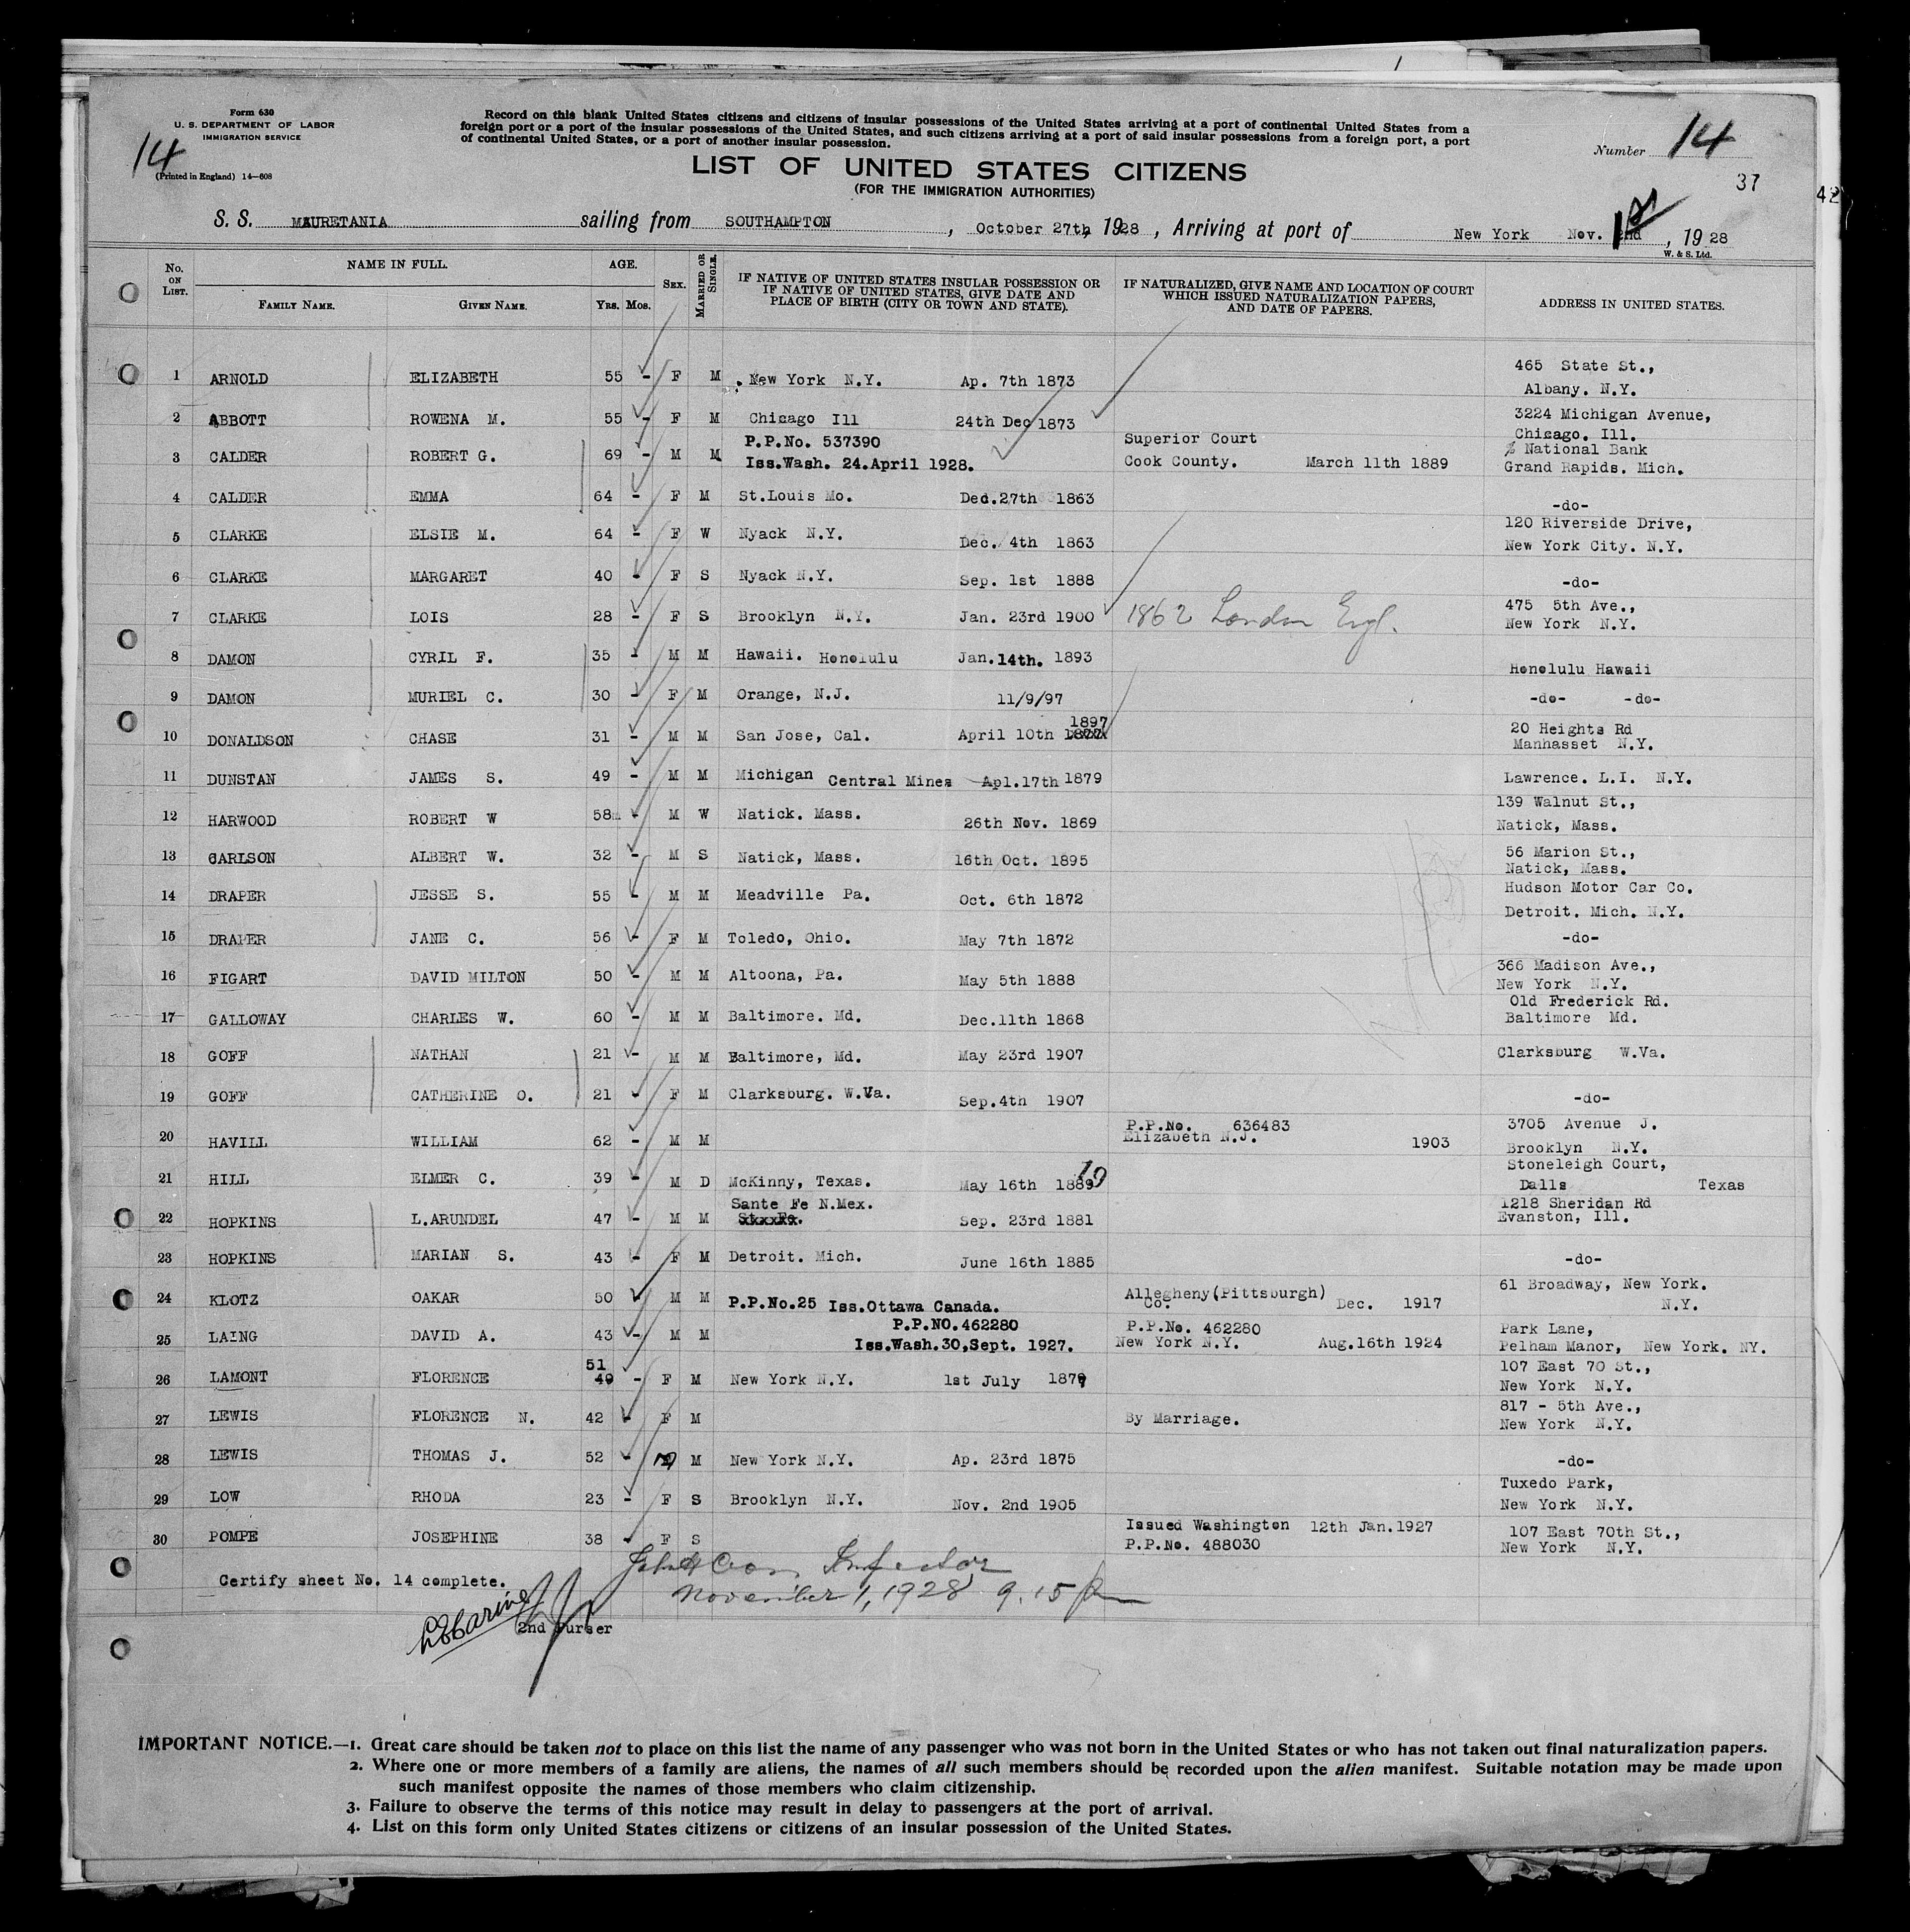 Form 630
U. S. DEPARTMENT OF LABOR
IMMIGRATION SERVICE
14
(Printed in England) 14—608
Record on this blank United States citizens and citizens of insular possessions of the United States arriving at a port of continental United States from a
foreign port or a port of the insular possessions of the United States, and such citizens arriving at a port of said insular possessions from a foreign port, a port
of continental United States, or a port of another insular possession.
LIST OF UNITED STATES CITIZENS
(FOR THE IMMIGRATION AUTHORITIES)
Number 14
37
42
S. S. MAURETANIA sailing from SOUTHAMPTON, October 27th, 1928, Arriving at port of New York Nov. 2nd 1st, 1928
W. & S. Ltd.
No. ON LIST. NAME IN FULL. AGE. SEX. MARRIED OR SINGLE. IF NATIVE OF UNITED STATES INSULAR POSSESSION OR IF NATIVE OF UNITED STATES, GIVE DATE AND PLACE OF BIRTH (CITY OR TOWN AND STATE). IF NATURALIZED, GIVE NAME AND LOCATION OF COURT WHICH ISSUED NATURALIZATION PAPERS, AND DATE OF PAPERS. ADDRESS IN UNITED STATES.
FAMILY NAME. GIVEN NAME. YRS. MOS.
1 ARNOLD ELIZABETH 55 - F M New York N.Y. Ap. 7th 1873 465 State St., Albany. N.Y.
2 ABBOTT ROWENA M. 55 - F M Chicago Ill 24th Dec 1873 3224 Michigan Avenue, Chicago. Ill.
3 CALDER ROBERT G. 69 - M M P.P.No. 537390 Iss.Wash. 24.April 1928. Superior Court Cook County. March 11th 1889 % National Bank Grand Rapids. Mich.
4 CALDER EMMA 64 - F M St.Louis Mo. Dec.27th 1863 -do-
5 CLARKE ELSIE M. 64 - F W Nyack N.Y. Dec. 4th 1863 120 Riverside Drive, New York City. N.Y.
6 CLARKE MARGARET 40 - F S Nyack N.Y. Sep. 1st 1888 -do-
7 CLARKE LOIS 28 - F S Brooklyn N.Y. Jan. 23rd 1900 1862 London Engl. 475 5th Ave., New York N.Y.
8 DAMON CYRIL F. 35 - M M Hawaii. Honolulu Jan.14th. 1893 Honolulu Hawaii
9 DAMON MURIEL C. 30 - F M Orange, N.J. 11/9/97 -do- -do-
10 DONALDSON CHASE 31 - M M San Jose, Cal. April 10th 1897 20 Heights Rd Manhasset N.Y.
11 DUNSTAN JAMES S. 49 - M M Michigan Central Mines Apl.17th 1879 Lawrence. L.I. N.Y.
12 HARWOOD ROBERT W 58 - M W Natick. Mass. 26th Nov. 1869 139 Walnut St., Natick, Mass.
13 CARLSON ALBERT W. 32 - M S Natick, Mass. 16th Oct. 1895 56 Marion St., Natick, Mass.
14 DRAPER JESSE S. 55 - M M Meadville Pa. Oct. 6th 1872 Hudson Motor Car Co. Detroit. Mich. N.Y.
15 DRAPER JANE C. 56 - F M Toledo, Ohio. May 7th 1872 -do-
16 FIGART DAVID MILTON 50 - M M Altoona, Pa. May 5th 1888 366 Madison Ave., New York N.Y.
17 GALLOWAY CHARLES W. 60 - M M Baltimore. Md. Dec.11th 1868 Old Frederick Rd. Baltimore Md.
18 GOFF NATHAN 21 - M M Baltimore, Md. May 23rd 1907 Clarksburg W.Va.
19 GOFF CATHERINE O. 21 - F M Clarksburg. W.Va. Sep.4th 1907 -do-
20 HAVILL WILLIAM 62 - M M P.P.No. 636483 Elizabeth N.J. 1903 3705 Avenue J. Brooklyn N.Y.
21 HILL ELMER C. 39 - M D McKinny, Texas. May 16th 1889 19 Stoneleigh Court, Dalls Texas
22 HOPKINS L.ARUNDEL 47 - M M Sante Fe N.Mex. Sep. 23rd 1881 1218 Sheridan Rd Evanston, Ill.
23 HOPKINS MARIAN S. 43 - F M Detroit. Mich. June 16th 1885 -do-
24 KLOTZ OAKAR 50 - M M P.P.No.25 Iss.Ottawa Canada. Allegheny(Pittsburgh) Co. Dec. 1917 61 Broadway, New York. N.Y.
25 LAING DAVID A. 43 - M M P.P.NO.462280 Iss.Wash.30,Sept. 1927. P.P.No. 462280 New York N.Y. Aug.16th 1924 Park Lane, Pelham Manor, New York. NY.
26 LAMONT FLORENCE 51 49 - F M New York N.Y. 1st July 1877 107 East 70 St., New York N.Y.
27 LEWIS FLORENCE N. 42 - F M By Marriage. 817 - 5th Ave., New York N.Y.
28 LEWIS THOMAS J. 52 - M M New York N.Y. Ap. 23rd 1875 -do-
29 LOW RHODA 23 - F S Brooklyn N.Y. Nov. 2nd 1905 Tuxedo Park, New York N.Y.
30 POMPE JOSEPHINE 38 - F S Issued Washington 12th Jan.1927 P.P.No. 488030 107 East 70th St., New York N.Y.
Inspector
Certify sheet No. 14 complete.
November 1, 1928 9.15 pm
2nd Purser
IMPORTANT NOTICE.—1. Great care should be taken not to place on this list the name of any passenger who was not born in the United States or who has not taken out final naturalization papers.
2. Where one or more members of a family are aliens, the names of all such members should be recorded upon the alien manifest. Suitable notation may be made upon
such manifest opposite the names of those members who claim citizenship.
3. Failure to observe the terms of this notice may result in delay to passengers at the port of arrival.
4. List on this form only United States citizens or citizens of an insular possession of the United States.